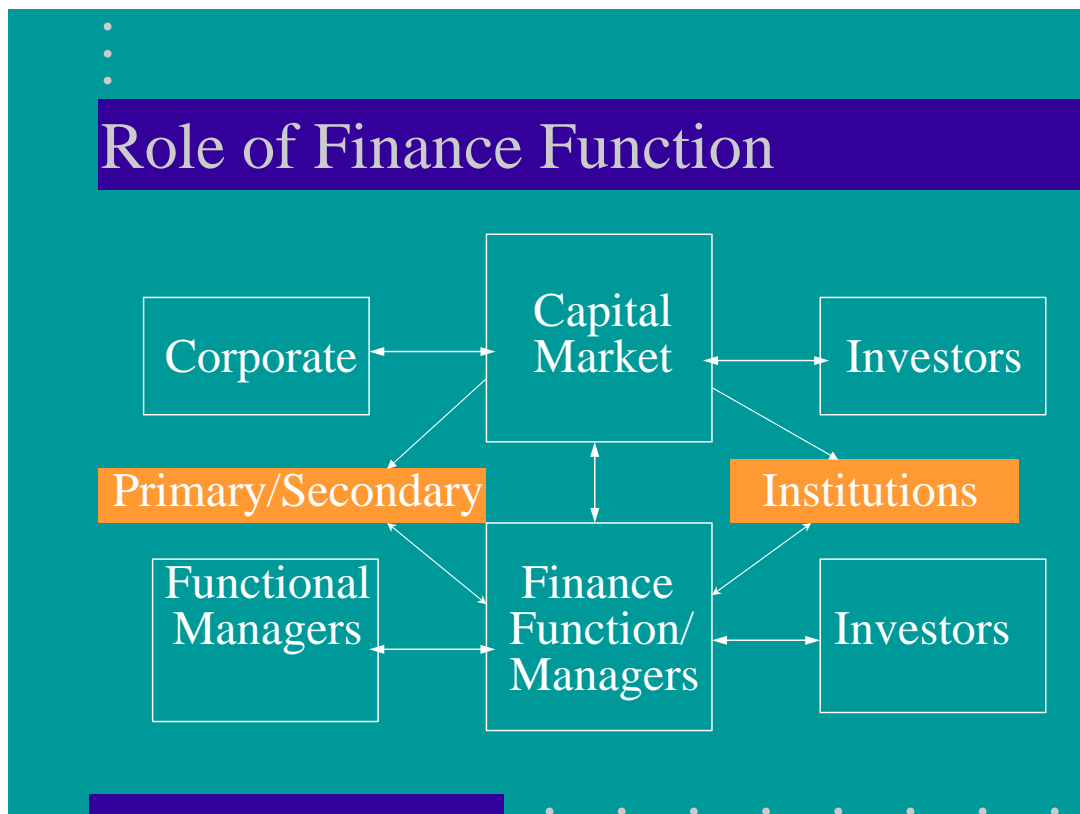 Role of Finance Function
Capital
Market
Corporate
Investors
Primary/Secondary
Institutions
Functional
Managers
Finance
Function/
Managers
Investors